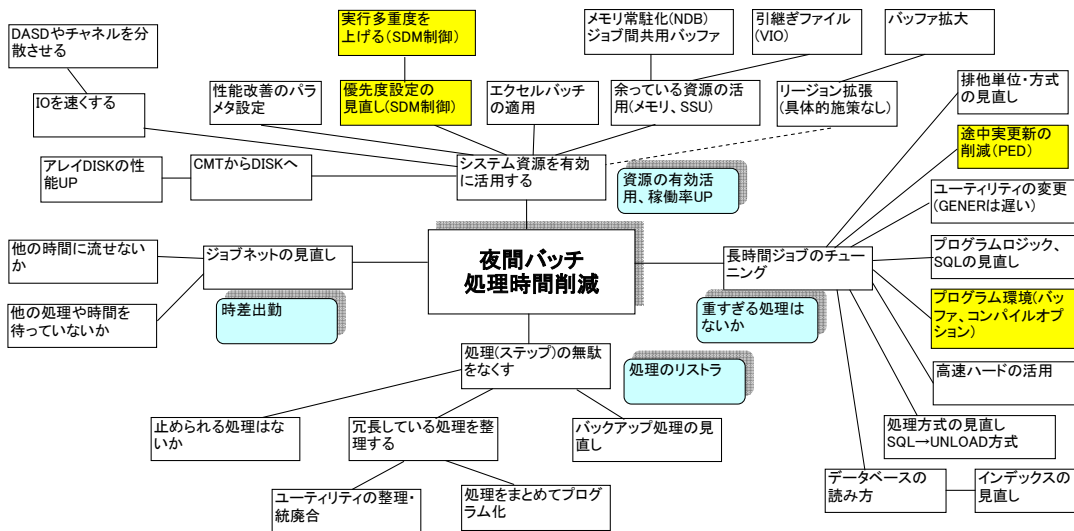 DASDやチャネルを分
散させる
実行多重度を
上げる(SDM制御)
メモリ常駐化(NDB)
ジョブ間共用バッファ
引継ぎファイル
(VIO)
バッファ拡大
IOを速くする
性能改善のパラ
メタ設定
優先度設定の
見直し(SDM制御)
エクセルバッチ
の適用
余っている資源の活
用(メモリ、SSU)
リージョン拡張
(具体的施策なし)
排他単位・方式
の見直し
アレイDISKの性
能UP
CMTからDISKへ
システム資源を有効
に活用する
資源の有効活
用、稼働率UP
途中実更新の
削減(PED)
ユーティリティの変更
(GENERは遅い)
他の時間に流せない
か
ジョブネットの見直し
夜間バッチ
処理時間削減
長時間ジョブのチュー
ニング
プログラムロジック、
SQLの見直し
他の処理や時間を
待っていないか
時差出勤
重すぎる処理は
ないか
プログラム環境(バッ
ファ、コンパイルオプ
ション)
処理(ステップ)の無駄
をなくす
処理のリストラ
高速ハードの活用
止められる処理はな
いか
冗長している処理を整
理する
バックアップ処理の見
直し
処理方式の見直し
SQL→UNLOAD方式
ユーティリティの整理・
統廃合
処理をまとめてプログ
ラム化
データベースの
読み方
インデックスの
見直し